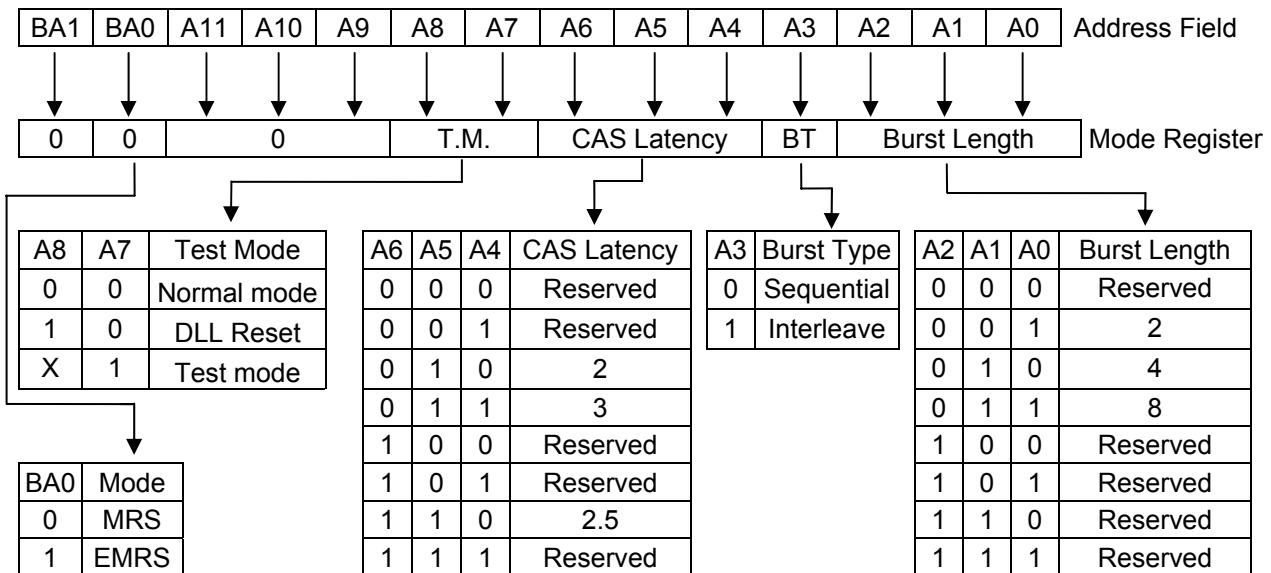 BA1 BA0 A11 A10 A9 A8 A7 A6 A5 A4 A3 A2 A1 A0 Address Field
0 0 0 T.M. CAS Latency BT Burst Length Mode Register
A8 A7 Test Mode
0 0 Normal mode
1 0 DLL Reset
X 1 Test mode
BA0 Mode
0 MRS
1 EMRS
A6 A5 A4 CAS Latency
0 0 0 Reserved
0 0 1 Reserved
0 1 0 2
0 1 1 3
1 0 0 Reserved
1 0 1 Reserved
1 1 0 2.5
1 1 1 Reserved
A3 Burst Type
0 Sequential
1 Interleave
A2 A1 A0 Burst Length
0 0 0 Reserved
0 0 1 2
0 1 0 4
0 1 1 8
1 0 0 Reserved
1 0 1 Reserved
1 1 0 Reserved
1 1 1 Reserved